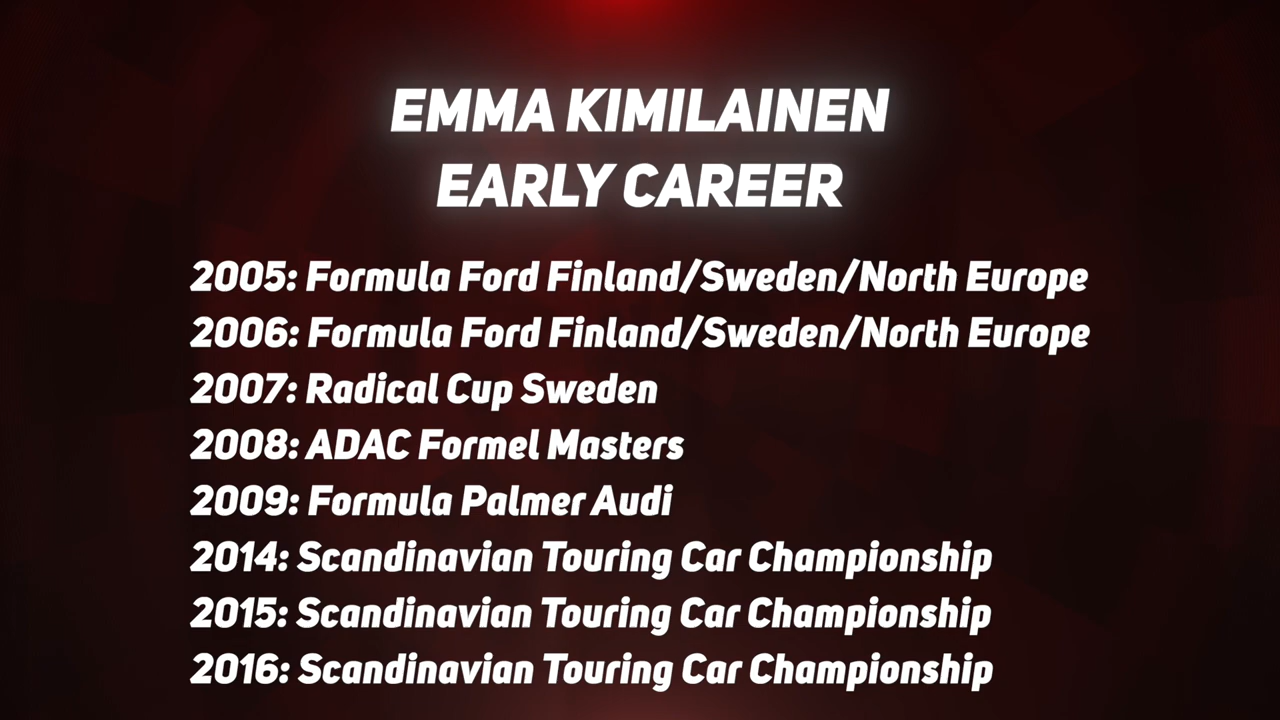 EMMA KIMILAINEN
EARLY CAREER
2005: Formula Ford Finland/Sweden/North Europe
2006: Formula Ford Finland/Sweden/North Europe
2007: Radical Cup Sweden
2008: ADAC Formel Masters
2009: Formula Palmer Audi
2014: Scandinavian Touring Car Championship
2015: Scandinavian Touring Car Championship
2016: Scandinavian Touring Car Championship